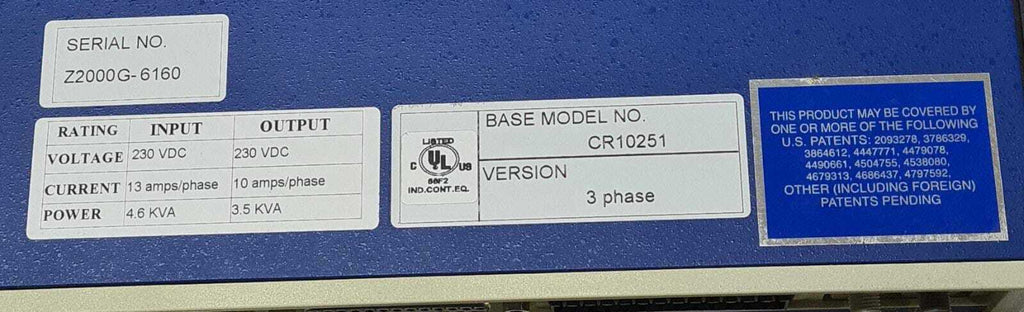 SERIAL NO.
Z2000G-6160
RATING INPUT OUTPUT
VOLTAGE 230 VDC 230 VDC
CURRENT 13 amps/phase 10 amps/phase
POWER 4.6 KVA 3.5 KVA
LISTED
C UL US
66F2
IND.CONT.EQ.
BASE MODEL NO.
CR10251
VERSION
3 phase
THIS PRODUCT MAY BE COVERED BY
ONE OR MORE OF THE FOLLOWING
U.S. PATENTS: 2093278, 3786329,
3864612, 4447771, 4479078,
4490661, 4504755, 4538080,
4679313, 4686437, 4797592,
OTHER (INCLUDING FOREIGN)
PATENTS PENDING